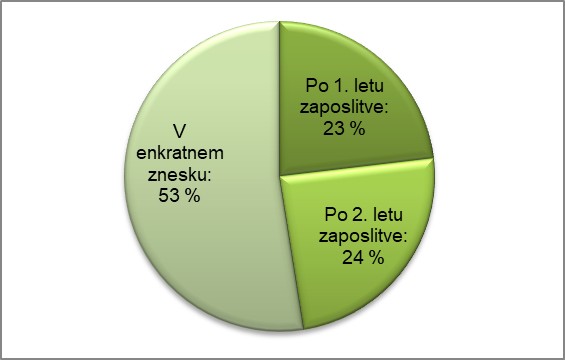 Po 1. letu
zaposlitve:
23 %
V
enkratnem
znesku:
53 %
Po 2. letu
zaposlitve:
24 %